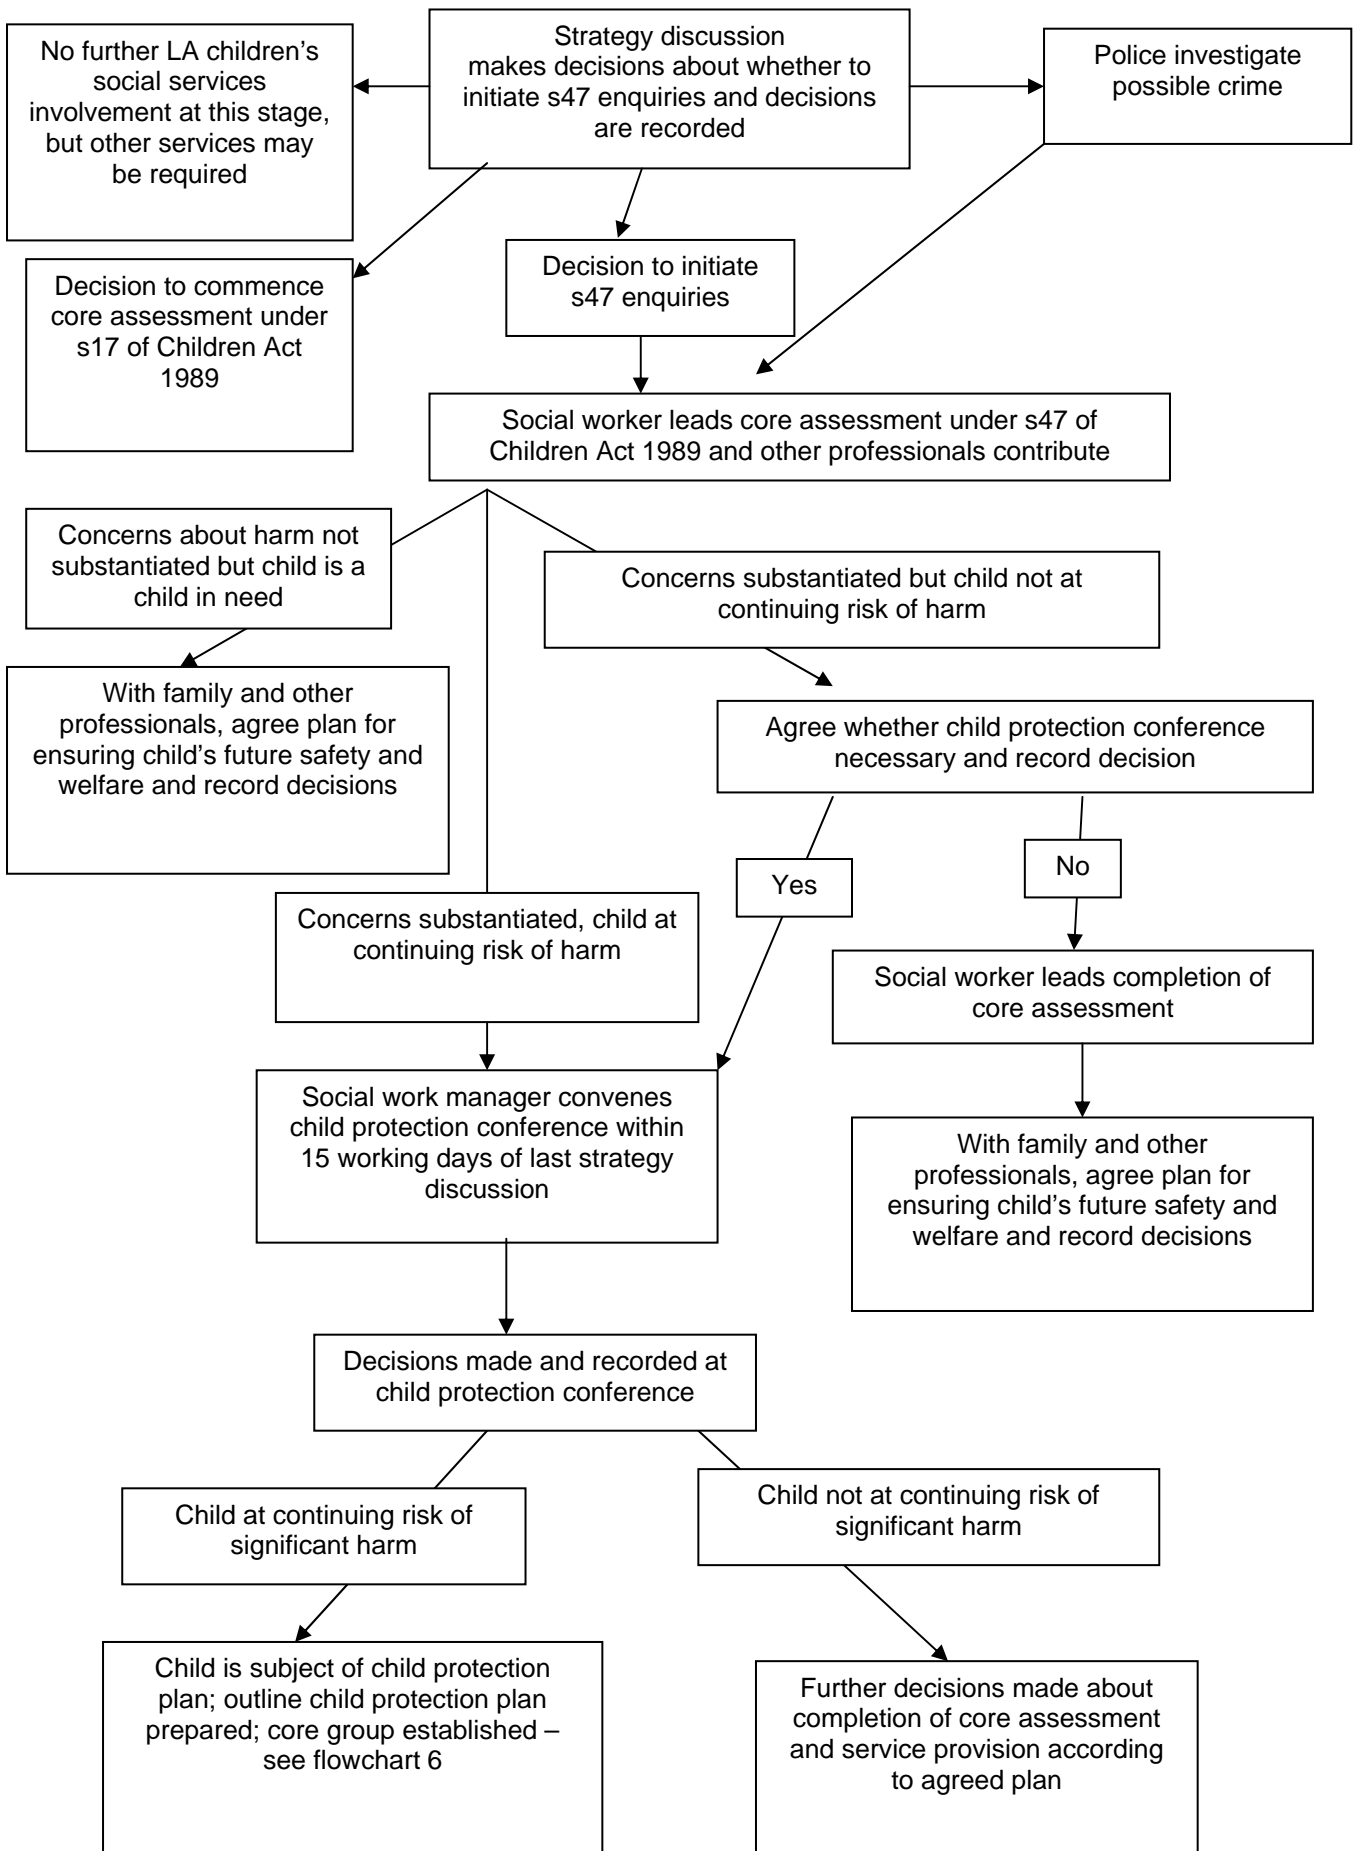 No further LA children’s
social services
involvement at this stage,
but other services may
be required
Strategy discussion
makes decisions about whether to
initiate s47 enquiries and decisions
are recorded
Police investigate
possible crime
Decision to commence
core assessment under
s17 of Children Act
1989
Decision to initiate
s47 enquiries
Social worker leads core assessment under s47 of
Children Act 1989 and other professionals contribute
Concerns about harm not
substantiated but child is a
child in need
Concerns substantiated but child not at
continuing risk of harm
With family and other
professionals, agree plan for
ensuring child’s future safety and
welfare and record decisions
Agree whether child protection conference
necessary and record decision
Yes
No
Concerns substantiated, child at
continuing risk of harm
Social worker leads completion of
core assessment
Social work manager convenes
child protection conference within
15 working days of last strategy
discussion
With family and other
professionals, agree plan for
ensuring child’s future safety and
welfare and record decisions
Decisions made and recorded at
child protection conference
Child at continuing risk of
significant harm
Child not at continuing risk of
significant harm
Child is subject of child protection
plan; outline child protection plan
prepared; core group established –
see flowchart 6
Further decisions made about
completion of core assessment
and service provision according
to agreed plan